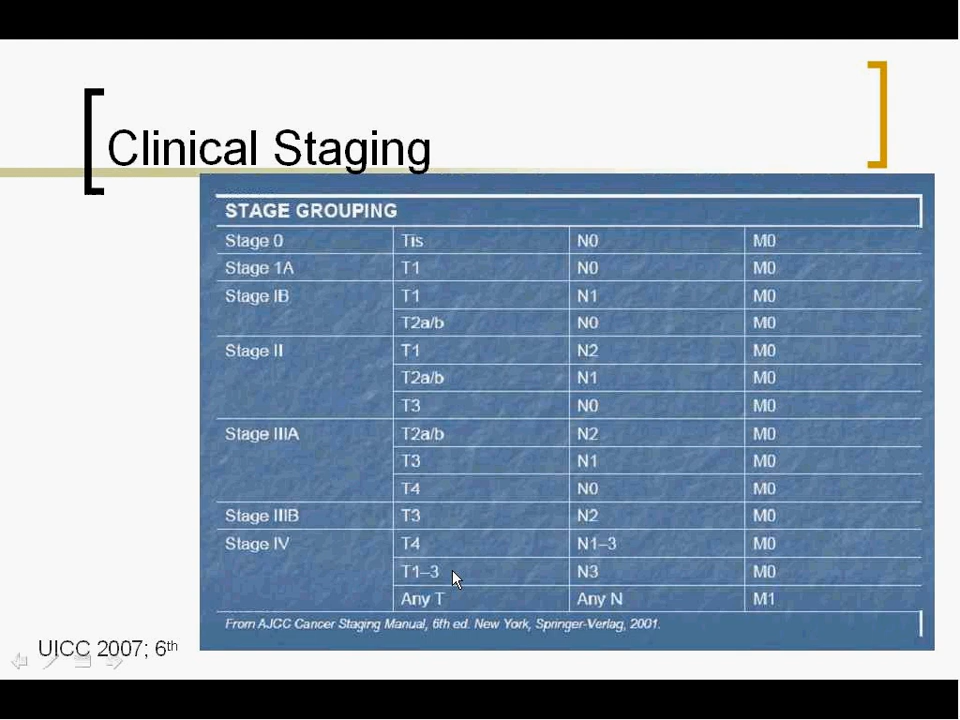 Clinical Staging
STAGE GROUPING
Stage 0 Tis N0 M0
Stage 1A T1 N0 M0
Stage IB T1 N1 M0
T2a/b N0 M0
Stage II T1 N2 M0
T2a/b N1 M0
T3 N0 M0
Stage IIIA T2a/b N2 M0
T3 N1 M0
T4 N0 M0
Stage IIIB T3 N2 M0
Stage IV T4 N1–3 M0
T1–3 N3 M0
Any T Any N M1
From AJCC Cancer Staging Manual, 6th ed. New York, Springer-Verlag, 2001.
UICC 2007; 6th